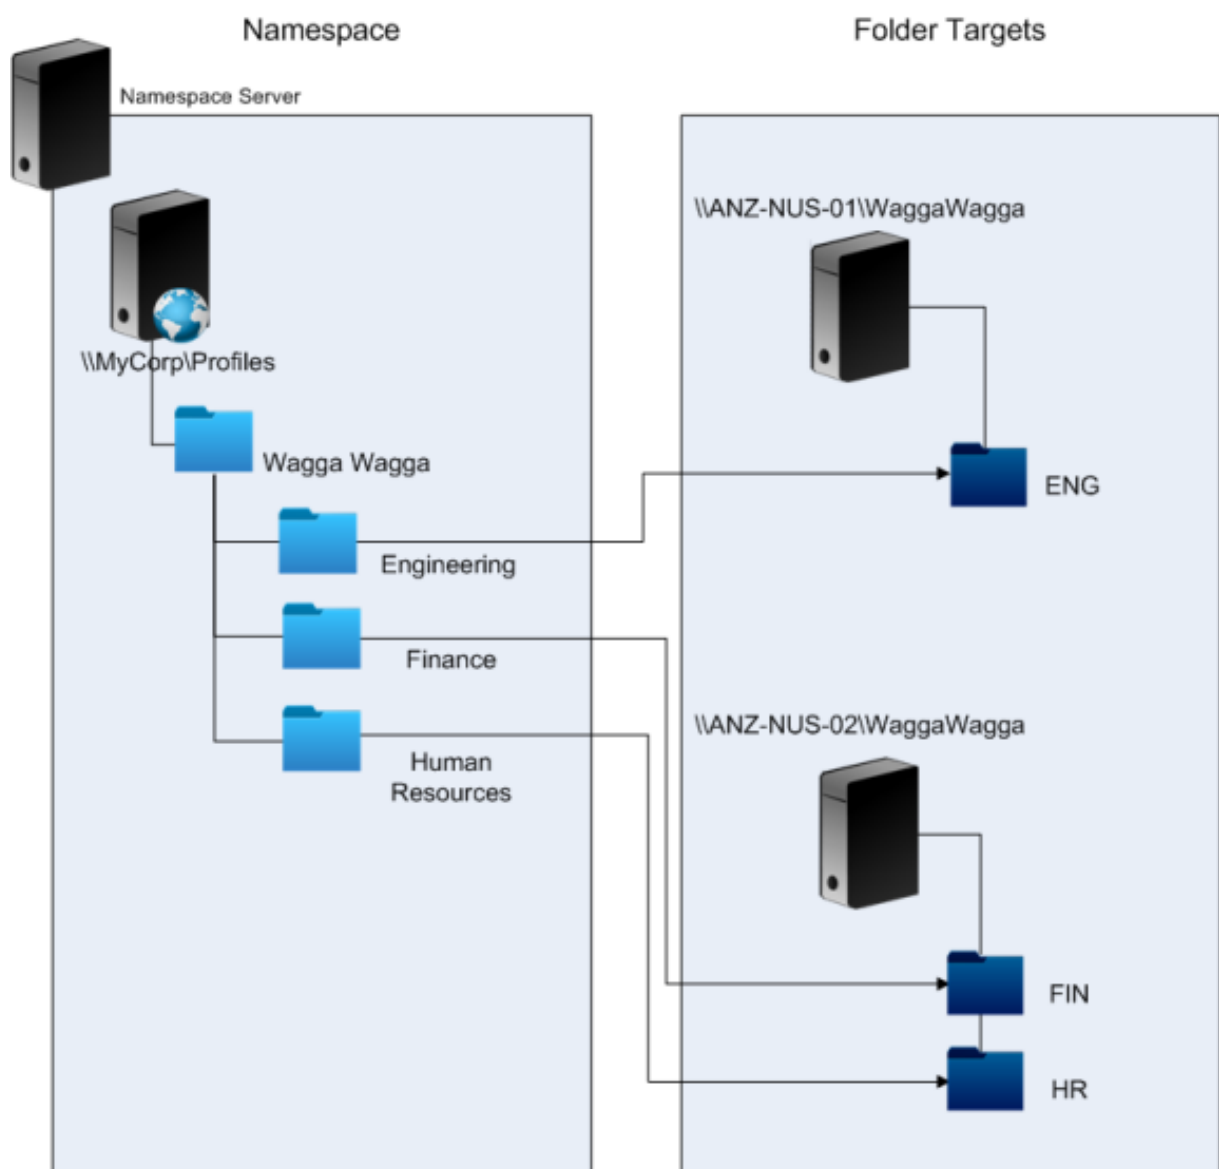 Namespace
Folder Targets
Namespace Server
\\MyCorp\Profiles
Wagga Wagga
Engineering
Finance
Human
Resources
\\ANZ-NUS-01\WaggaWagga
ENG
\\ANZ-NUS-02\WaggaWagga
FIN
HR